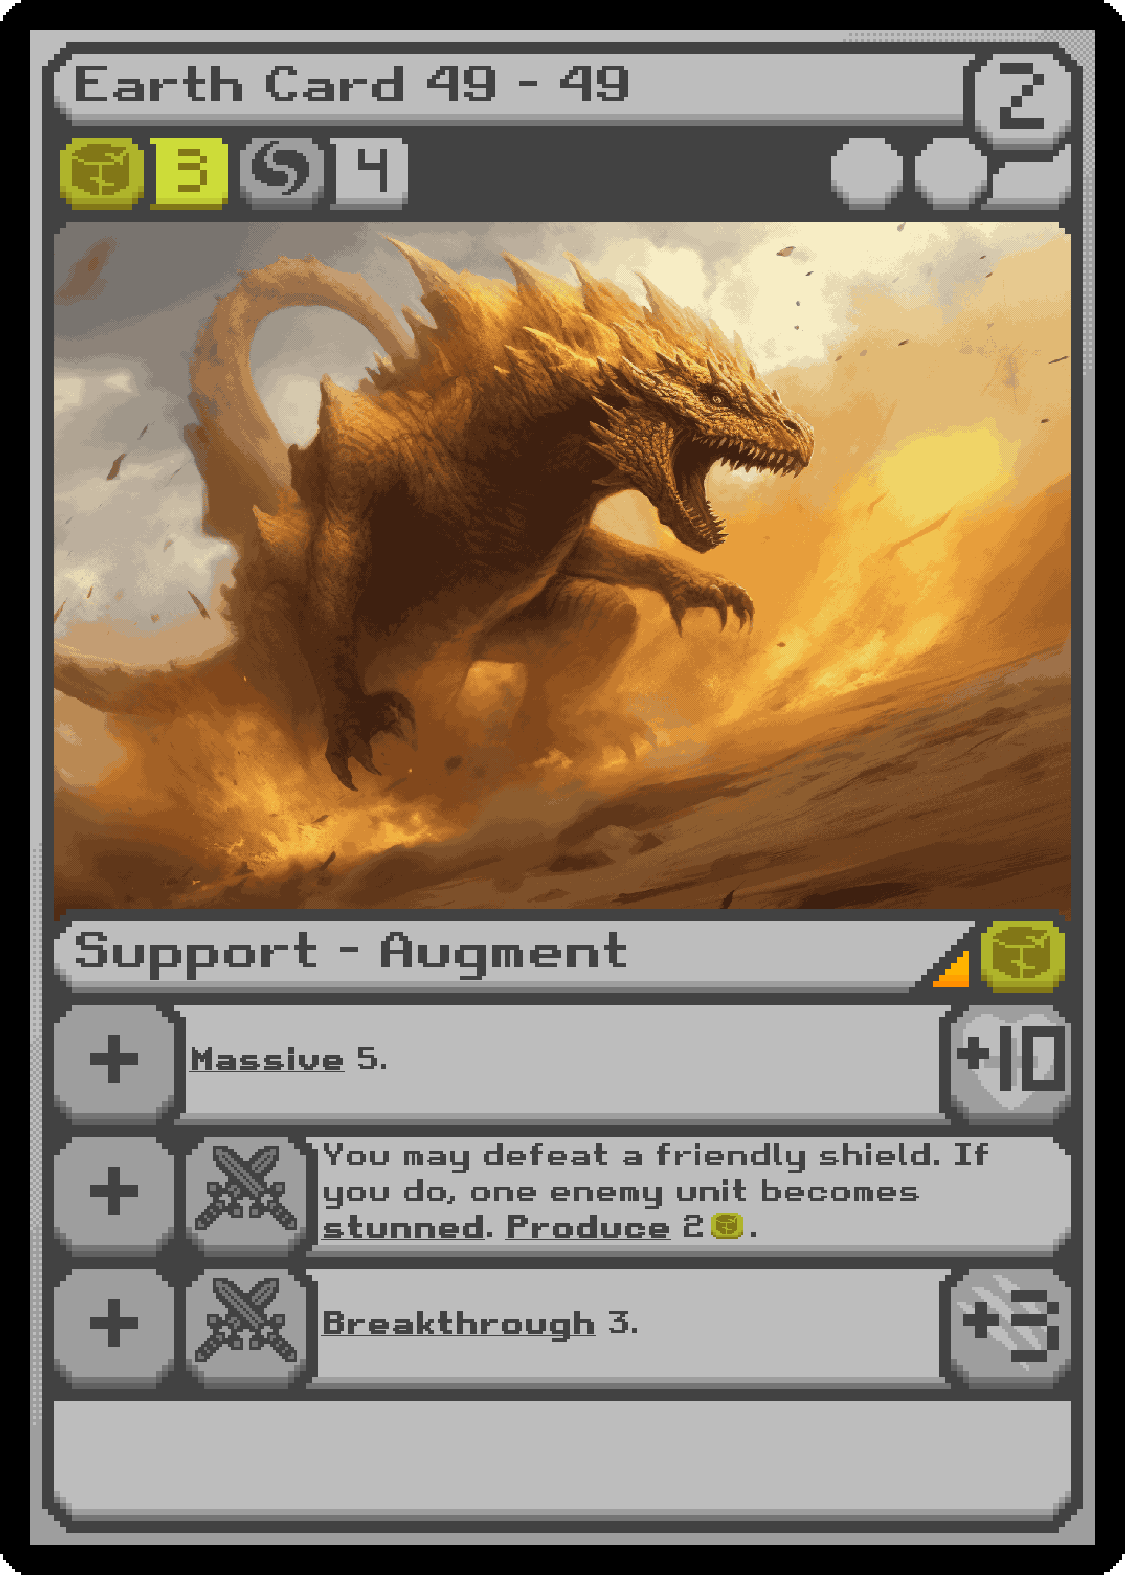 Earth Card 49 - 49
2
3
4
Support - Augment
+
Massive 5.
+10
+
You may defeat a friendly shield. If
you do, one enemy unit becomes
stunned. Produce 2 .
+
Breakthrough 3.
+3